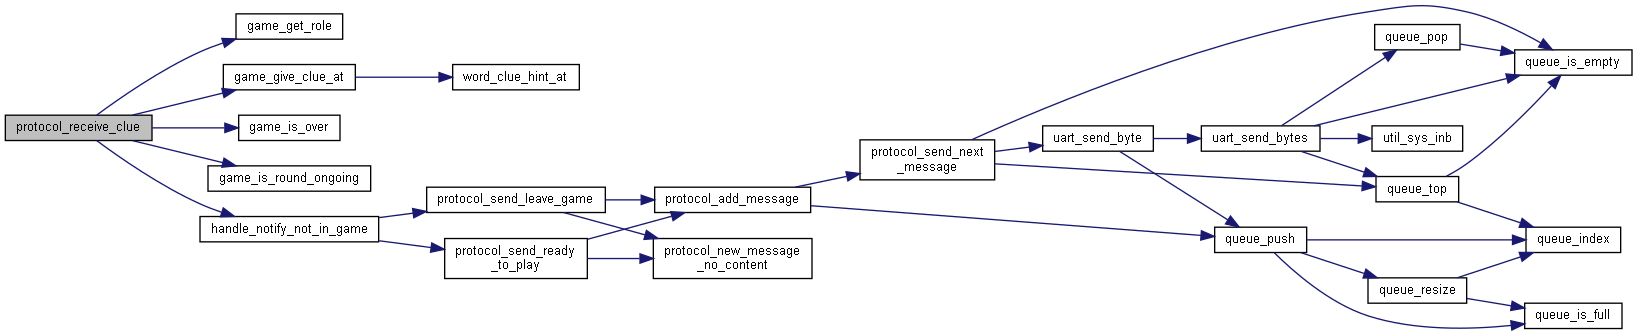 protocol_receive_clue
game_get_role
game_give_clue_at
game_is_over
game_is_round_ongoing
handle_notify_not_in_game
word_clue_hint_at
protocol_send_leave_game
protocol_send_ready
_to_play
protocol_add_message
protocol_new_message
_no_content
protocol_send_next
_message
uart_send_byte
uart_send_bytes
queue_push
queue_pop
util_sys_inb
queue_top
queue_resize
queue_is_empty
queue_index
queue_is_full